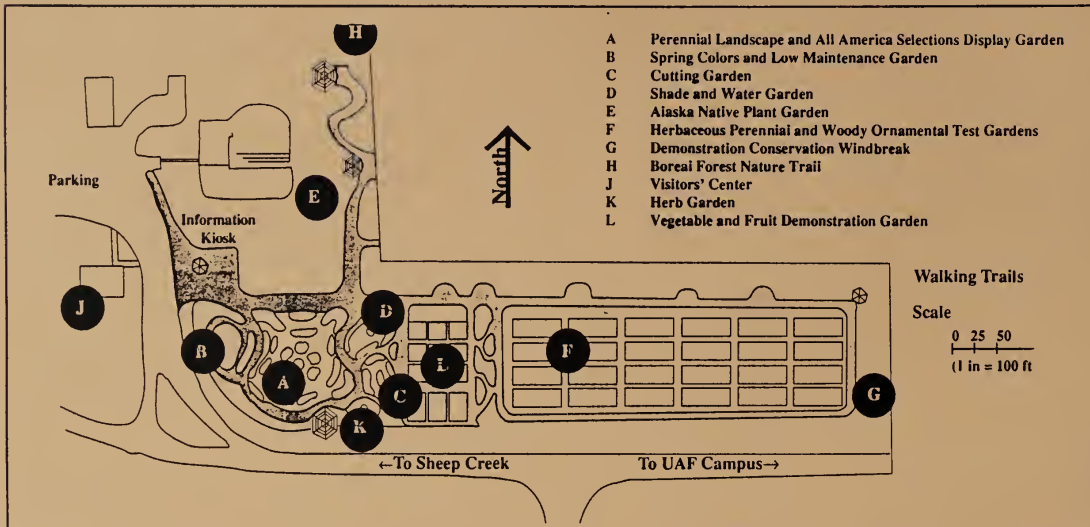 H
A Perennial Landscape and All America Selections Display Garden
B Spring Colors and Low Maintenance Garden
C Cutting Garden
D Shade and Water Garden
E Alaska Native Plant Garden
F Herbaceous Perennial and Woody Ornamental Test Gardens
G Demonstration Conservation Windbreak
H Boreal Forest Nature Trail
J Visitors' Center
K Herb Garden
L Vegetable and Fruit Demonstration Garden
North
Parking
E
Information
Kiosk
J
D
B
L
F
A
C
G
K
Walking Trails
Scale
0 25 50
(1 in = 100 ft
←To Sheep Creek
To UAF Campus→